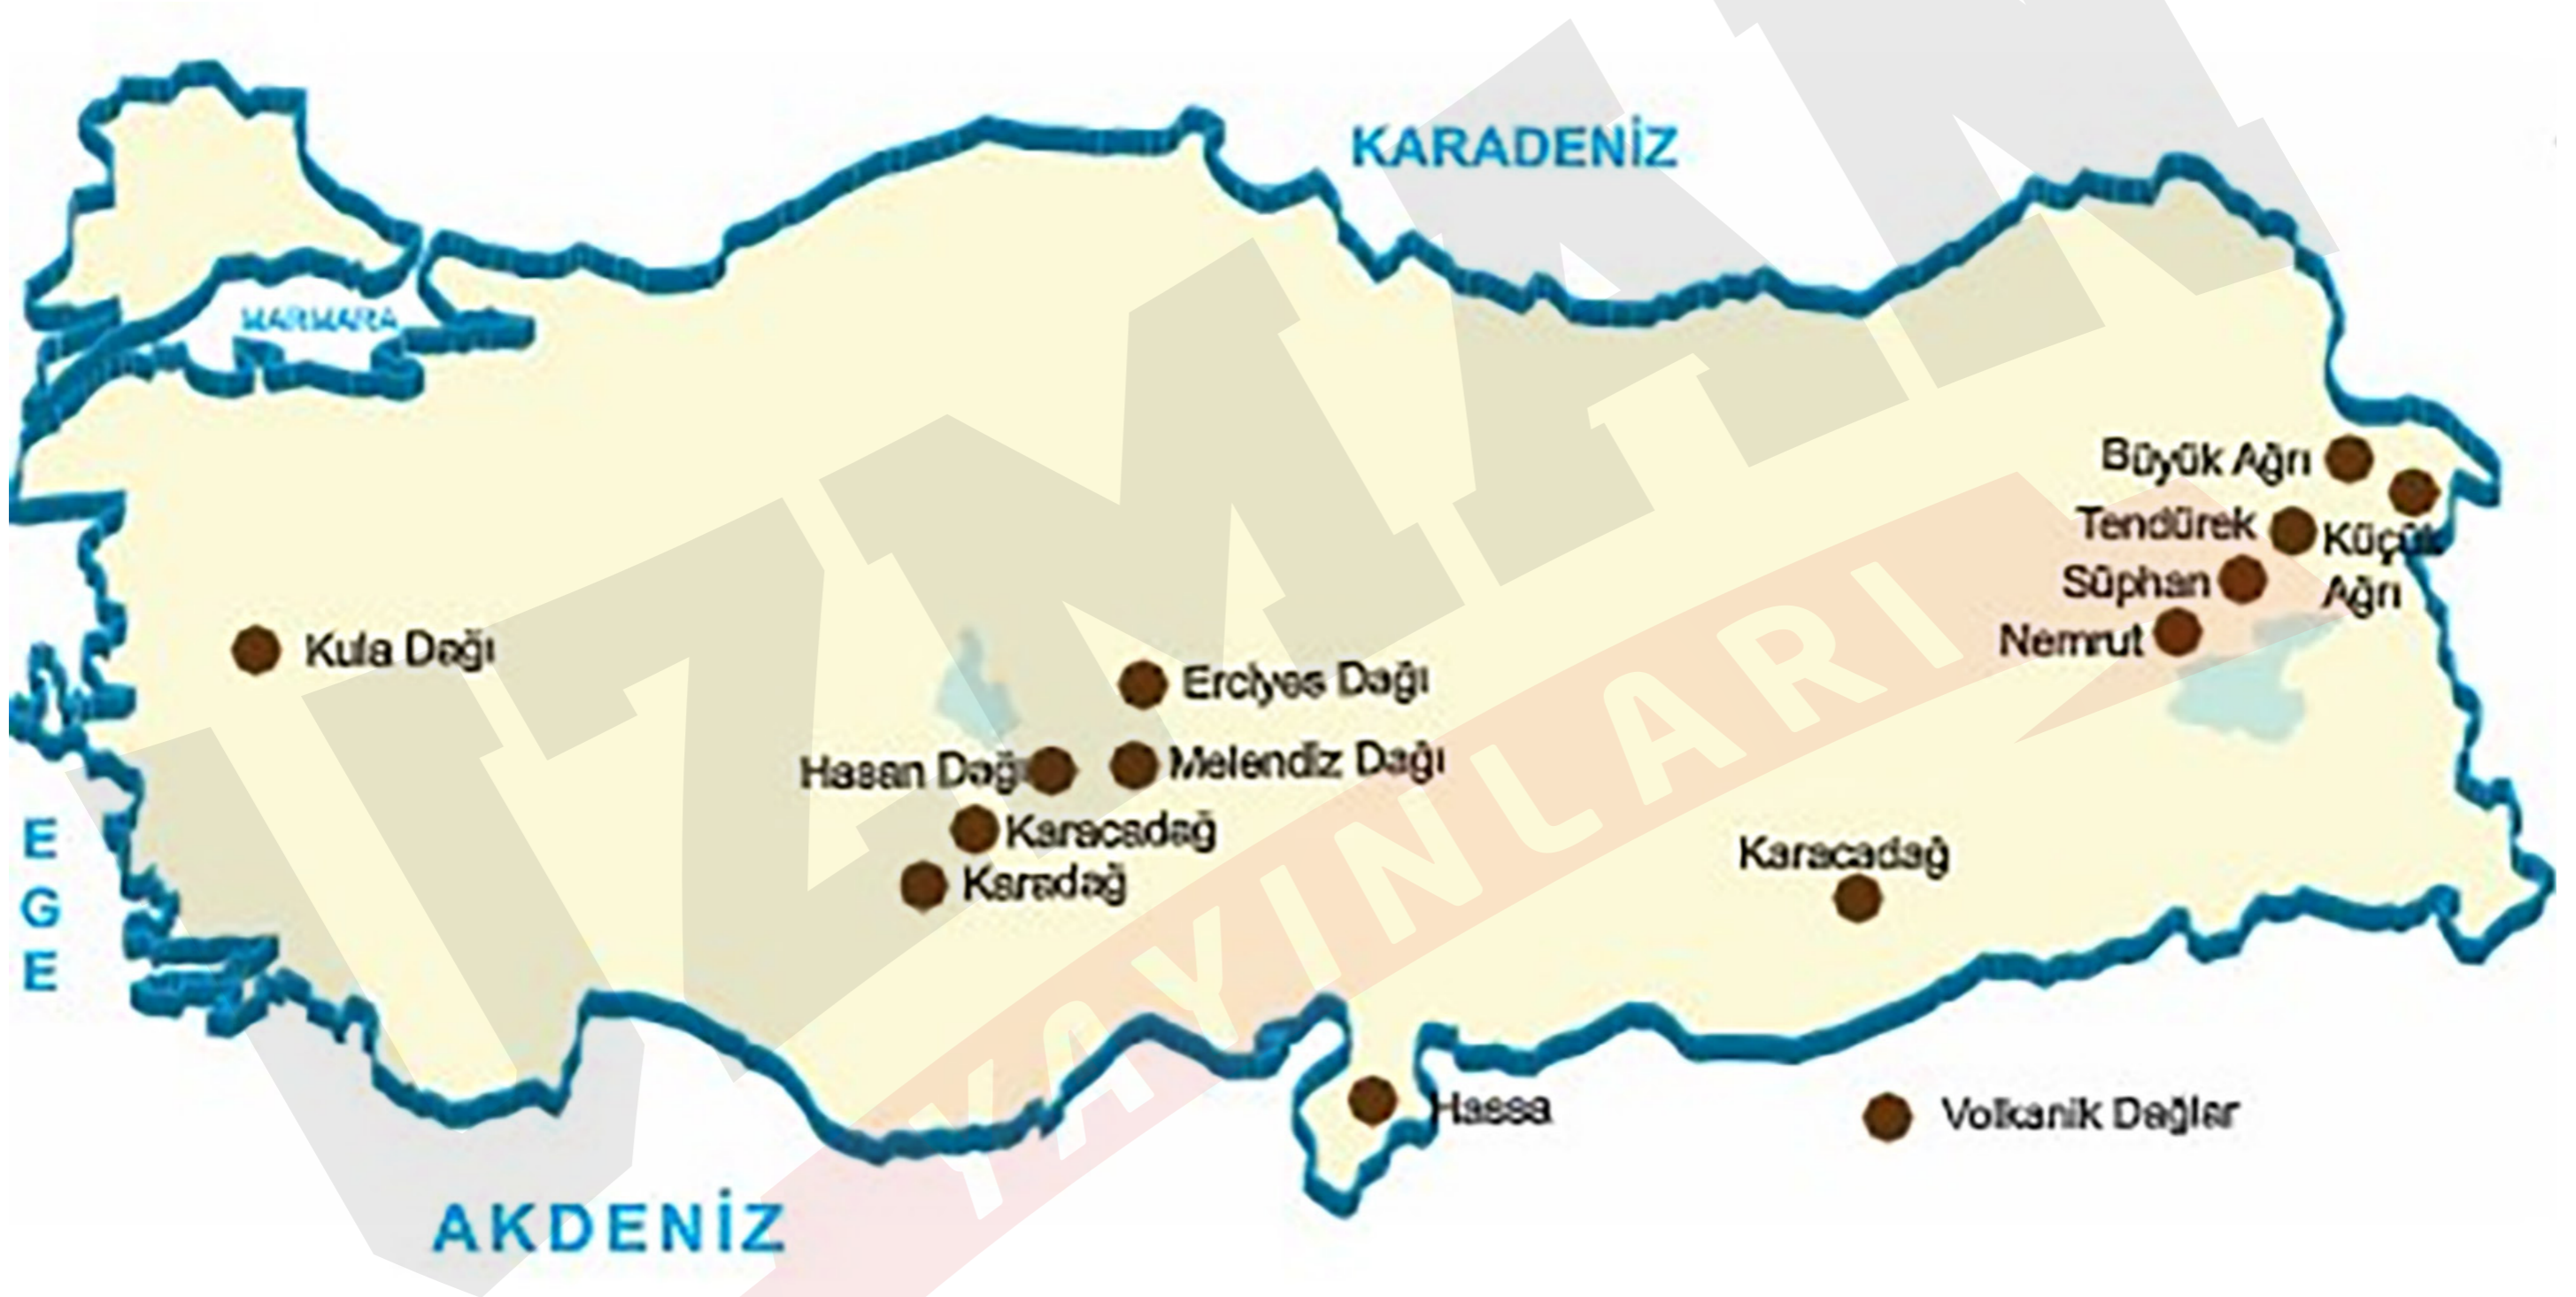 KARADENİZ
MARMARA
Büyük Ağrı
Tendürek
Küçük
Ağrı
Süphan
Nemrut
Kula Dağı
Erciyes Dağı
Hasan Dağı
Melendiz Dağı
Karacadağ
Karadağ
Karacadağ
E
G
E
Hassa
Volkanik Dağlar
AKDENİZ
UZMAN
YAYINLARI